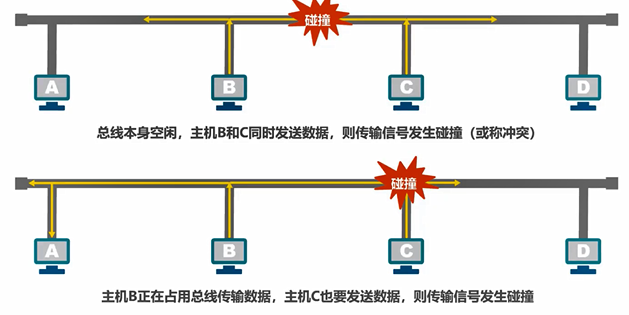 碰撞
A B C D
总线本身空闲，主机B和C同时发送数据，则传输信号发生碰撞（或称冲突）
碰撞
A B C D
主机B正在占用总线传输数据，主机C也要发送数据，则传输信号发生碰撞